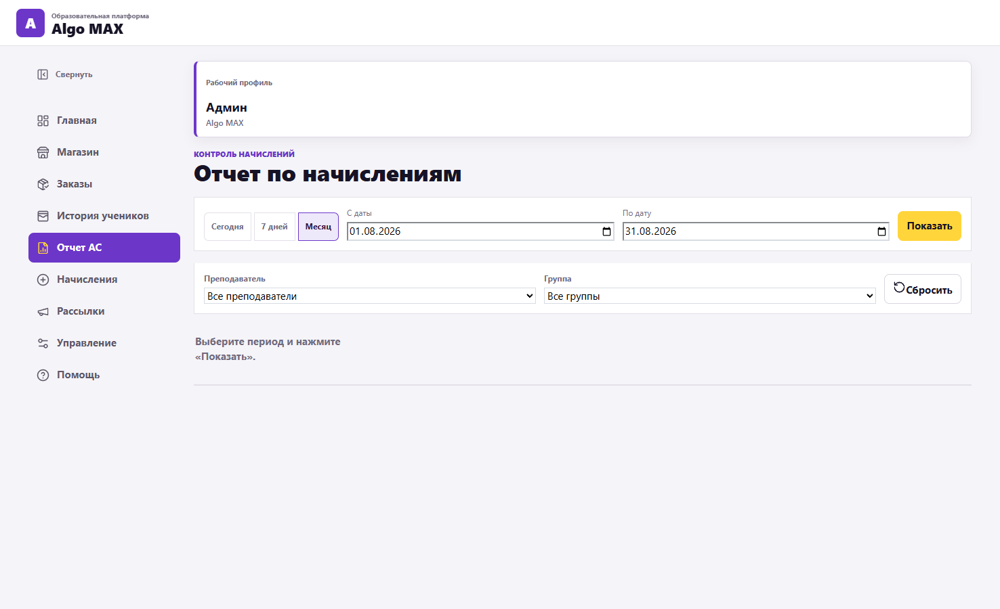 A
Образовательная платформа
Algo MAX
Свернуть
Главная
Магазин
Заказы
История учеников
Отчет АС
Начисления
Рассылки
Управление
Помощь
Рабочий профиль
Админ
Algo MAX
КОНТРОЛЬ НАЧИСЛЕНИЙ
Отчет по начислениям
Сегодня
7 дней
Месяц
С даты
01.08.2026
По дату
31.08.2026
Показать
Преподаватель
Все преподаватели
Группа
Все группы
Сбросить
Выберите период и нажмите
«Показать».